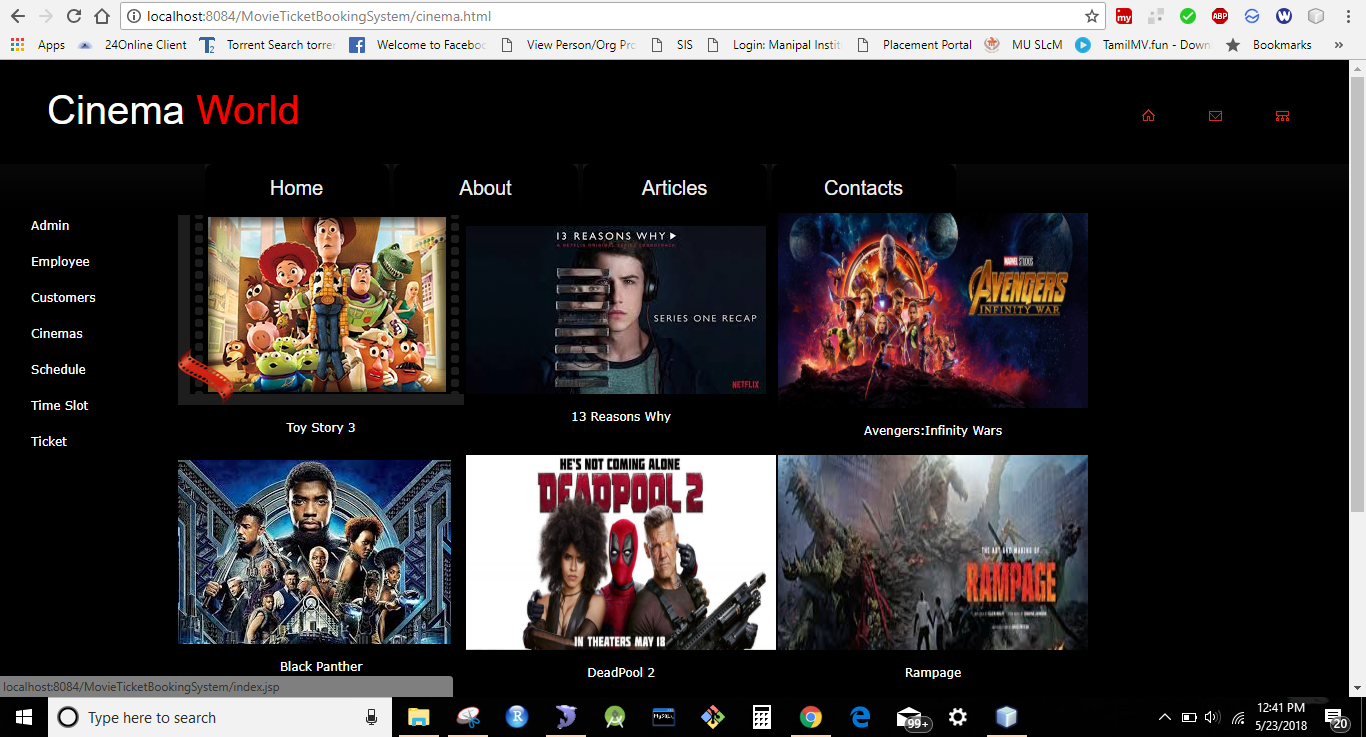 localhost:8084/MovieTicketBookingSystem/cinema.html
my ABP W
Apps 24Online Client Torrent Search torre Welcome to Faceboo View Person/Org Pro SIS Login: Manipal Instit Placement Portal MU SLcM TamilMV.fun - Down Bookmarks »
Cinema World
Home About Articles Contacts
Admin
Employee
Customers
Cinemas
Schedule
Time Slot
Ticket
13 REASONS WHY
A NETFLIX ORIGINAL SERIES SOUNDTRACK
SERIES ONE RECAP
NETFLIX
MARVEL STUDIOS
AVENGERS
INFINITY WAR
Toy Story 3
13 Reasons Why
Avengers:Infinity Wars
HE'S NOT COMING ALONE
DEADPOOL 2
IN THEATERS MAY 18
THE ART AND MAKING OF
RAMPAGE
Black Panther
DeadPool 2
Rampage
localhost:8084/MovieTicketBookingSystem/index.jsp
Type here to search
R
MySQL
99+
12:41 PM
5/23/2018
20